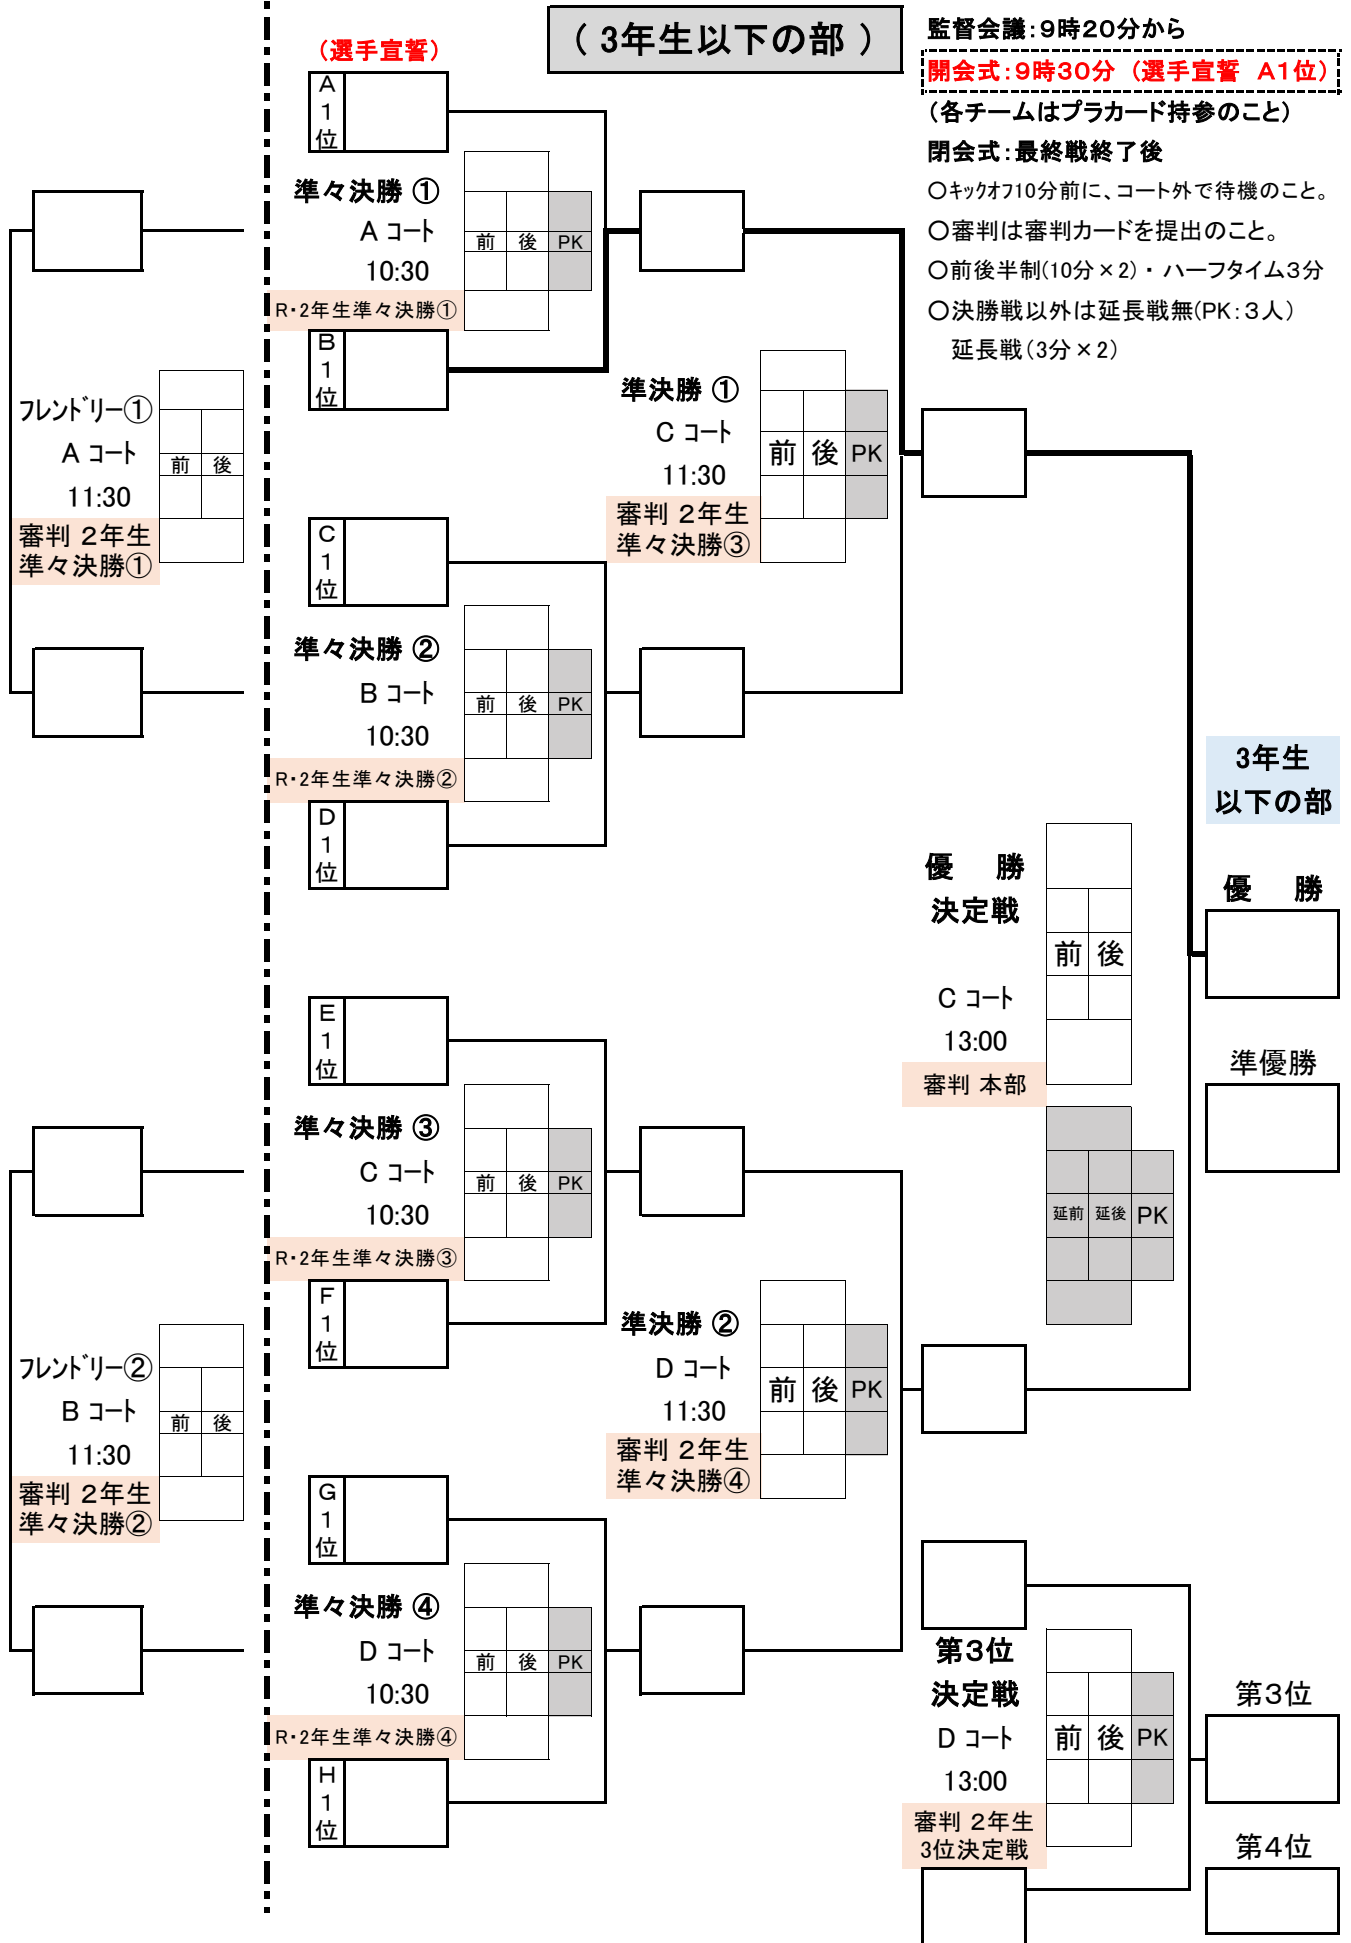 (3年生以下の部)
監督会議:9時20分から
開会式:9時30分 (選手宣誓 A1位)
(各チームはプラカード持参のこと)
閉会式:最終戦終了後
○ｷｯｸｵﾌ10分前に、コート外で待機のこと。
○審判は審判カードを提出のこと。
○前後半制(10分×2)・ハーフタイム3分
○決勝戦以外は延長戦無(PK:3人)
延長戦(3分×2)
(選手宣誓)
A
1
位
準々決勝 ①
A コート
10:30
R・2年生準々決勝①
前 後 PK
B
1
位
フレンドリー①
A コート
11:30
審判 2年生
準々決勝①
前 後
準決勝 ①
C コート
11:30
審判 2年生
準々決勝③
前 後 PK
C
1
位
準々決勝 ②
B コート
10:30
R・2年生準々決勝②
前 後 PK
D
1
位
3年生
以下の部
優 勝
決定戦
C コート
13:00
審判 本部
前 後
延前 延後 PK
優 勝
準優勝
E
1
位
準々決勝 ③
C コート
10:30
R・2年生準々決勝③
前 後 PK
F
1
位
フレンドリー②
B コート
11:30
審判 2年生
準々決勝②
前 後
準決勝 ②
D コート
11:30
審判 2年生
準々決勝④
前 後 PK
G
1
位
準々決勝 ④
D コート
10:30
R・2年生準々決勝④
前 後 PK
H
1
位
第3位
決定戦
D コート
13:00
審判 2年生
3位決定戦
前 後 PK
第3位
第4位